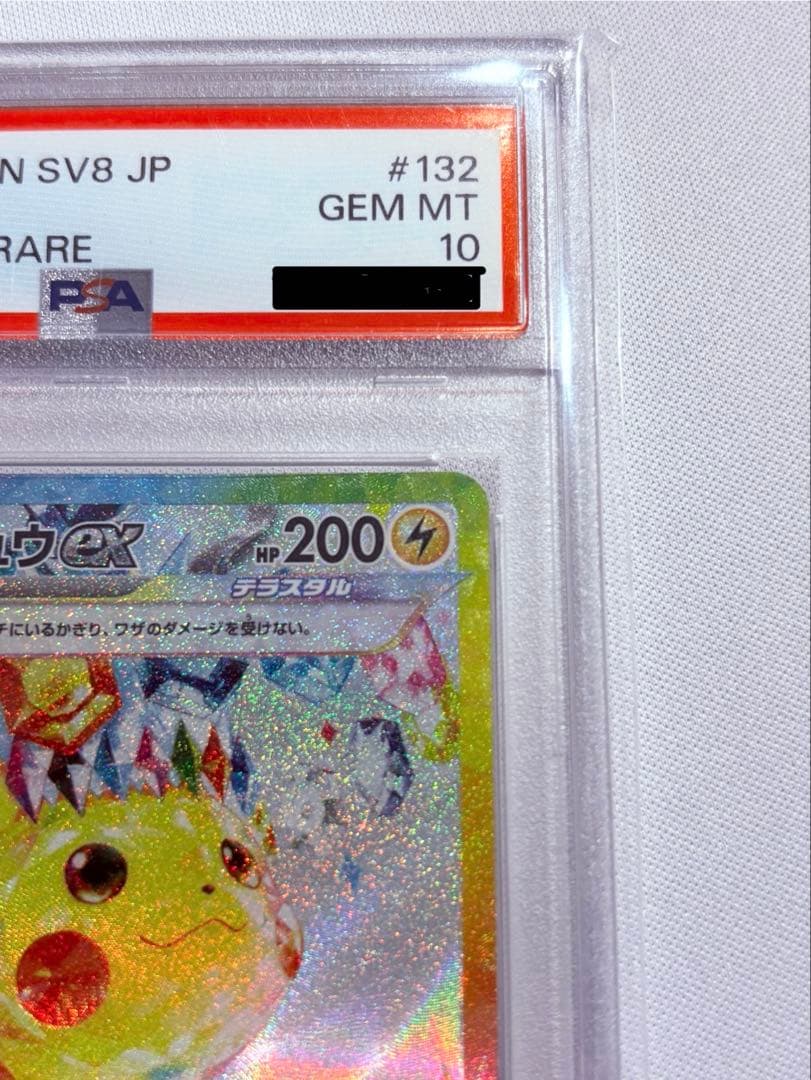 N SV8 JP #132
GEM MT
RARE 10
PSA
ュウex HP200
テラスタル
チにいるかぎり、ワザのダメージを受けない。